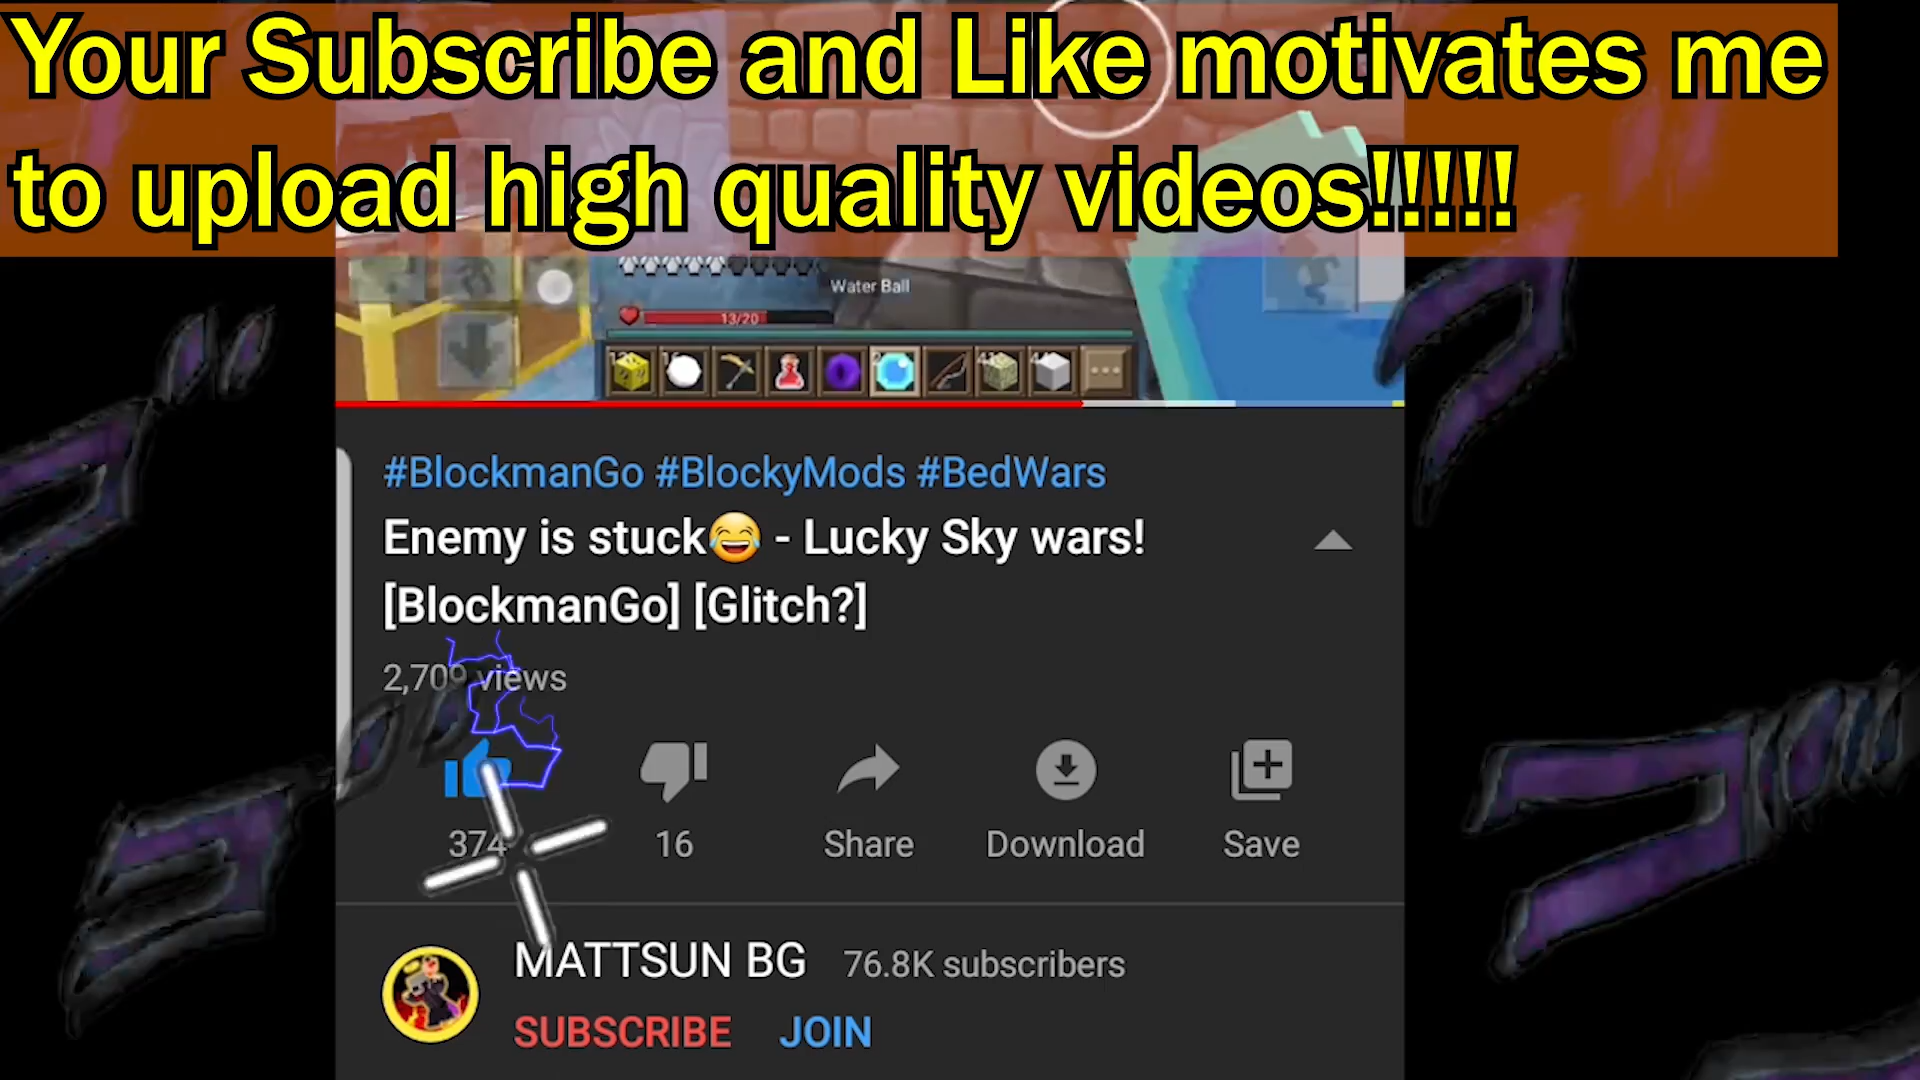 Your Subscribe and Like motivates me
to upload high quality videos!!!!!
Water Ball
13/20
#BlockmanGo #BlockyMods #BedWars
Enemy is stuck😂 - Lucky Sky wars!
[BlockmanGo] [Glitch?]
2,709 views
374 16 Share Download Save
MATTSUN BG 76.8K subscribers
SUBSCRIBE JOIN